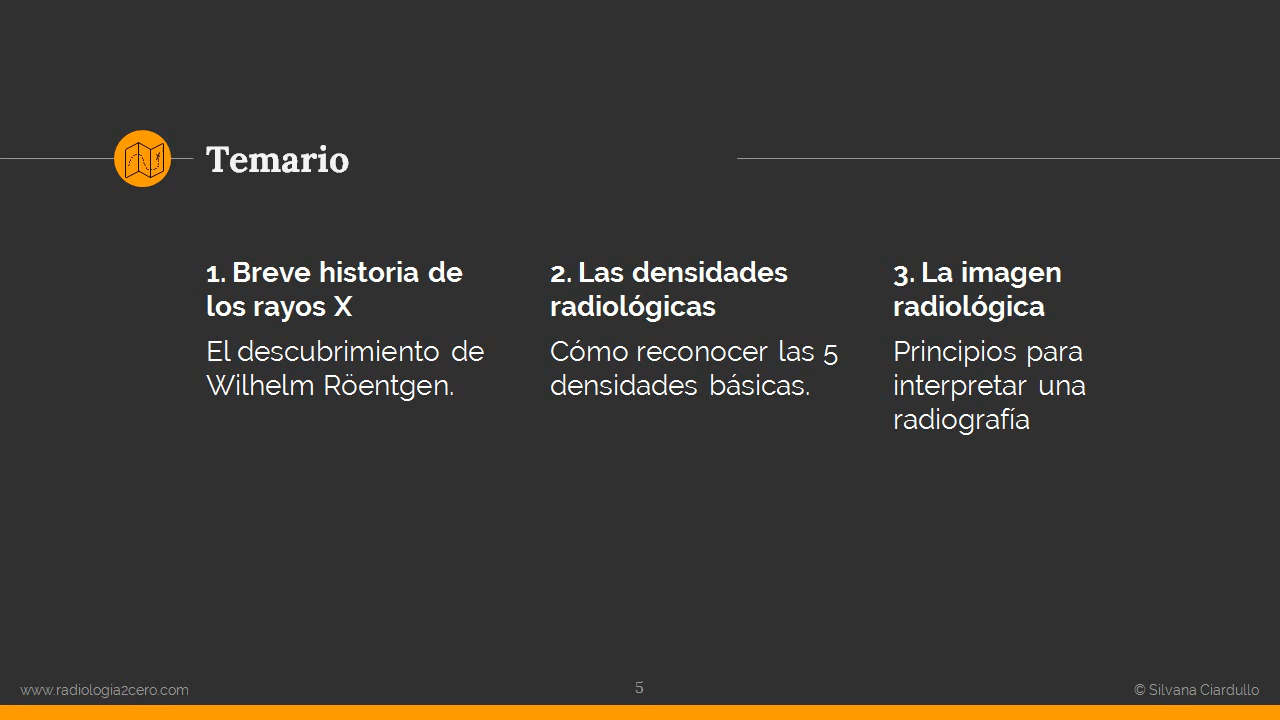 Temario
1. Breve historia de
los rayos X
El descubrimiento de
Wilhelm Röentgen.
2. Las densidades
radiológicas
Cómo reconocer las 5
densidades básicas.
3. La imagen
radiológica
Principios para
interpretar una
radiografía
www.radiologia2cero.com
5
© Silvana Ciardullo